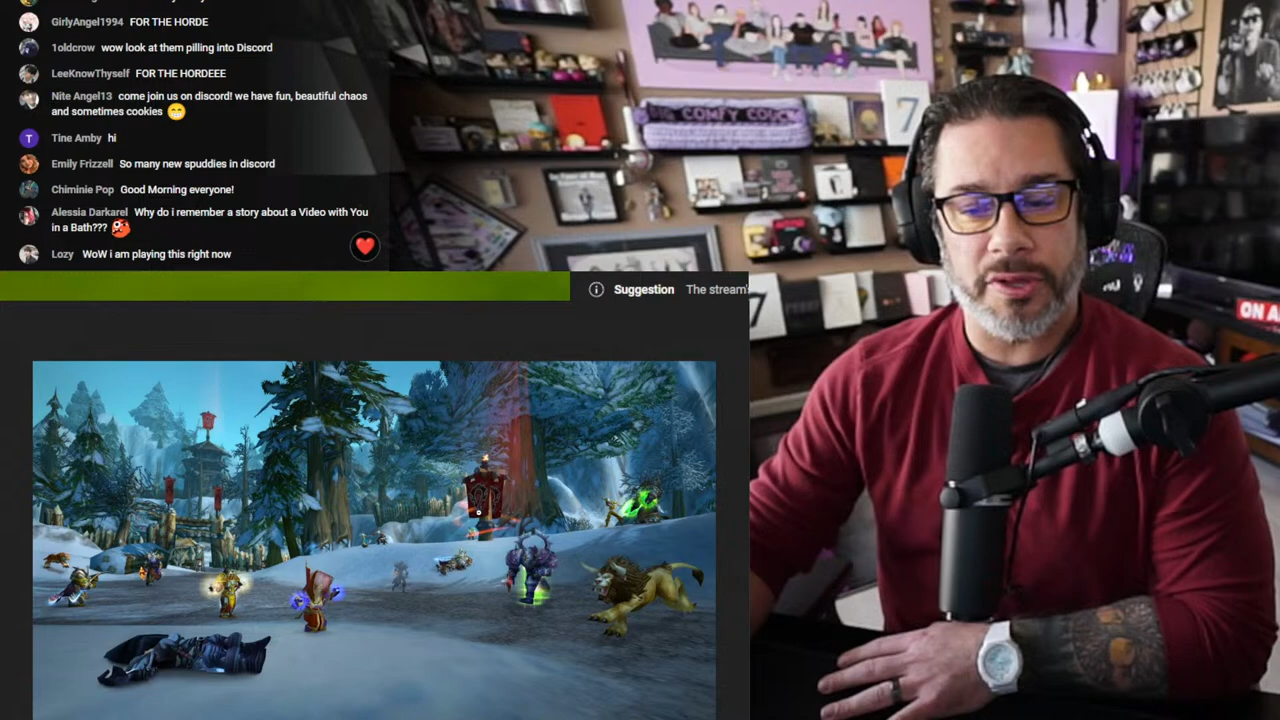 GirlyAngel1994 FOR THE HORDE
1oldcrow wow look at them pilling into Discord
LeeKnowThyself FOR THE HORDEEE
Nite Angel13 come join us on discord! we have fun, beautiful chaos
and sometimes cookies 😁
T Tine Amby hi
Emily Frizzell So many new spuddies in discord
Chiminie Pop Good Morning everyone!
Alessia Darkarel Why do i remember a story about a Video with You
in a Bath???
Lozy WoW i am playing this right now
Suggestion The stream's
BIG COMFY COUCH
7
7
ON A